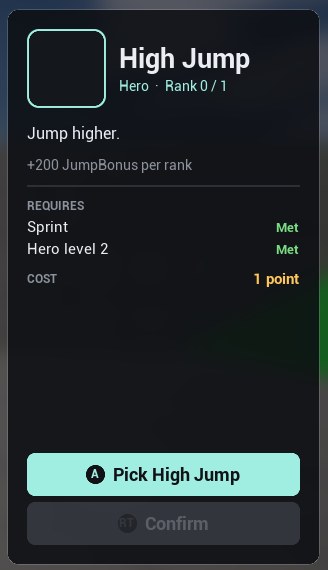 High Jump
Hero · Rank 0 / 1
Jump higher.
+200 JumpBonus per rank
REQUIRES
Sprint Met
Hero level 2 Met
COST 1 point
A Pick High Jump
RT Confirm